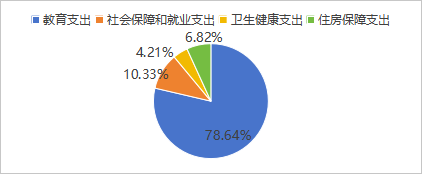 教育支出 社会保障和就业支出 卫生健康支出 住房保障支出
6.82%
4.21%
10.33%
78.64%